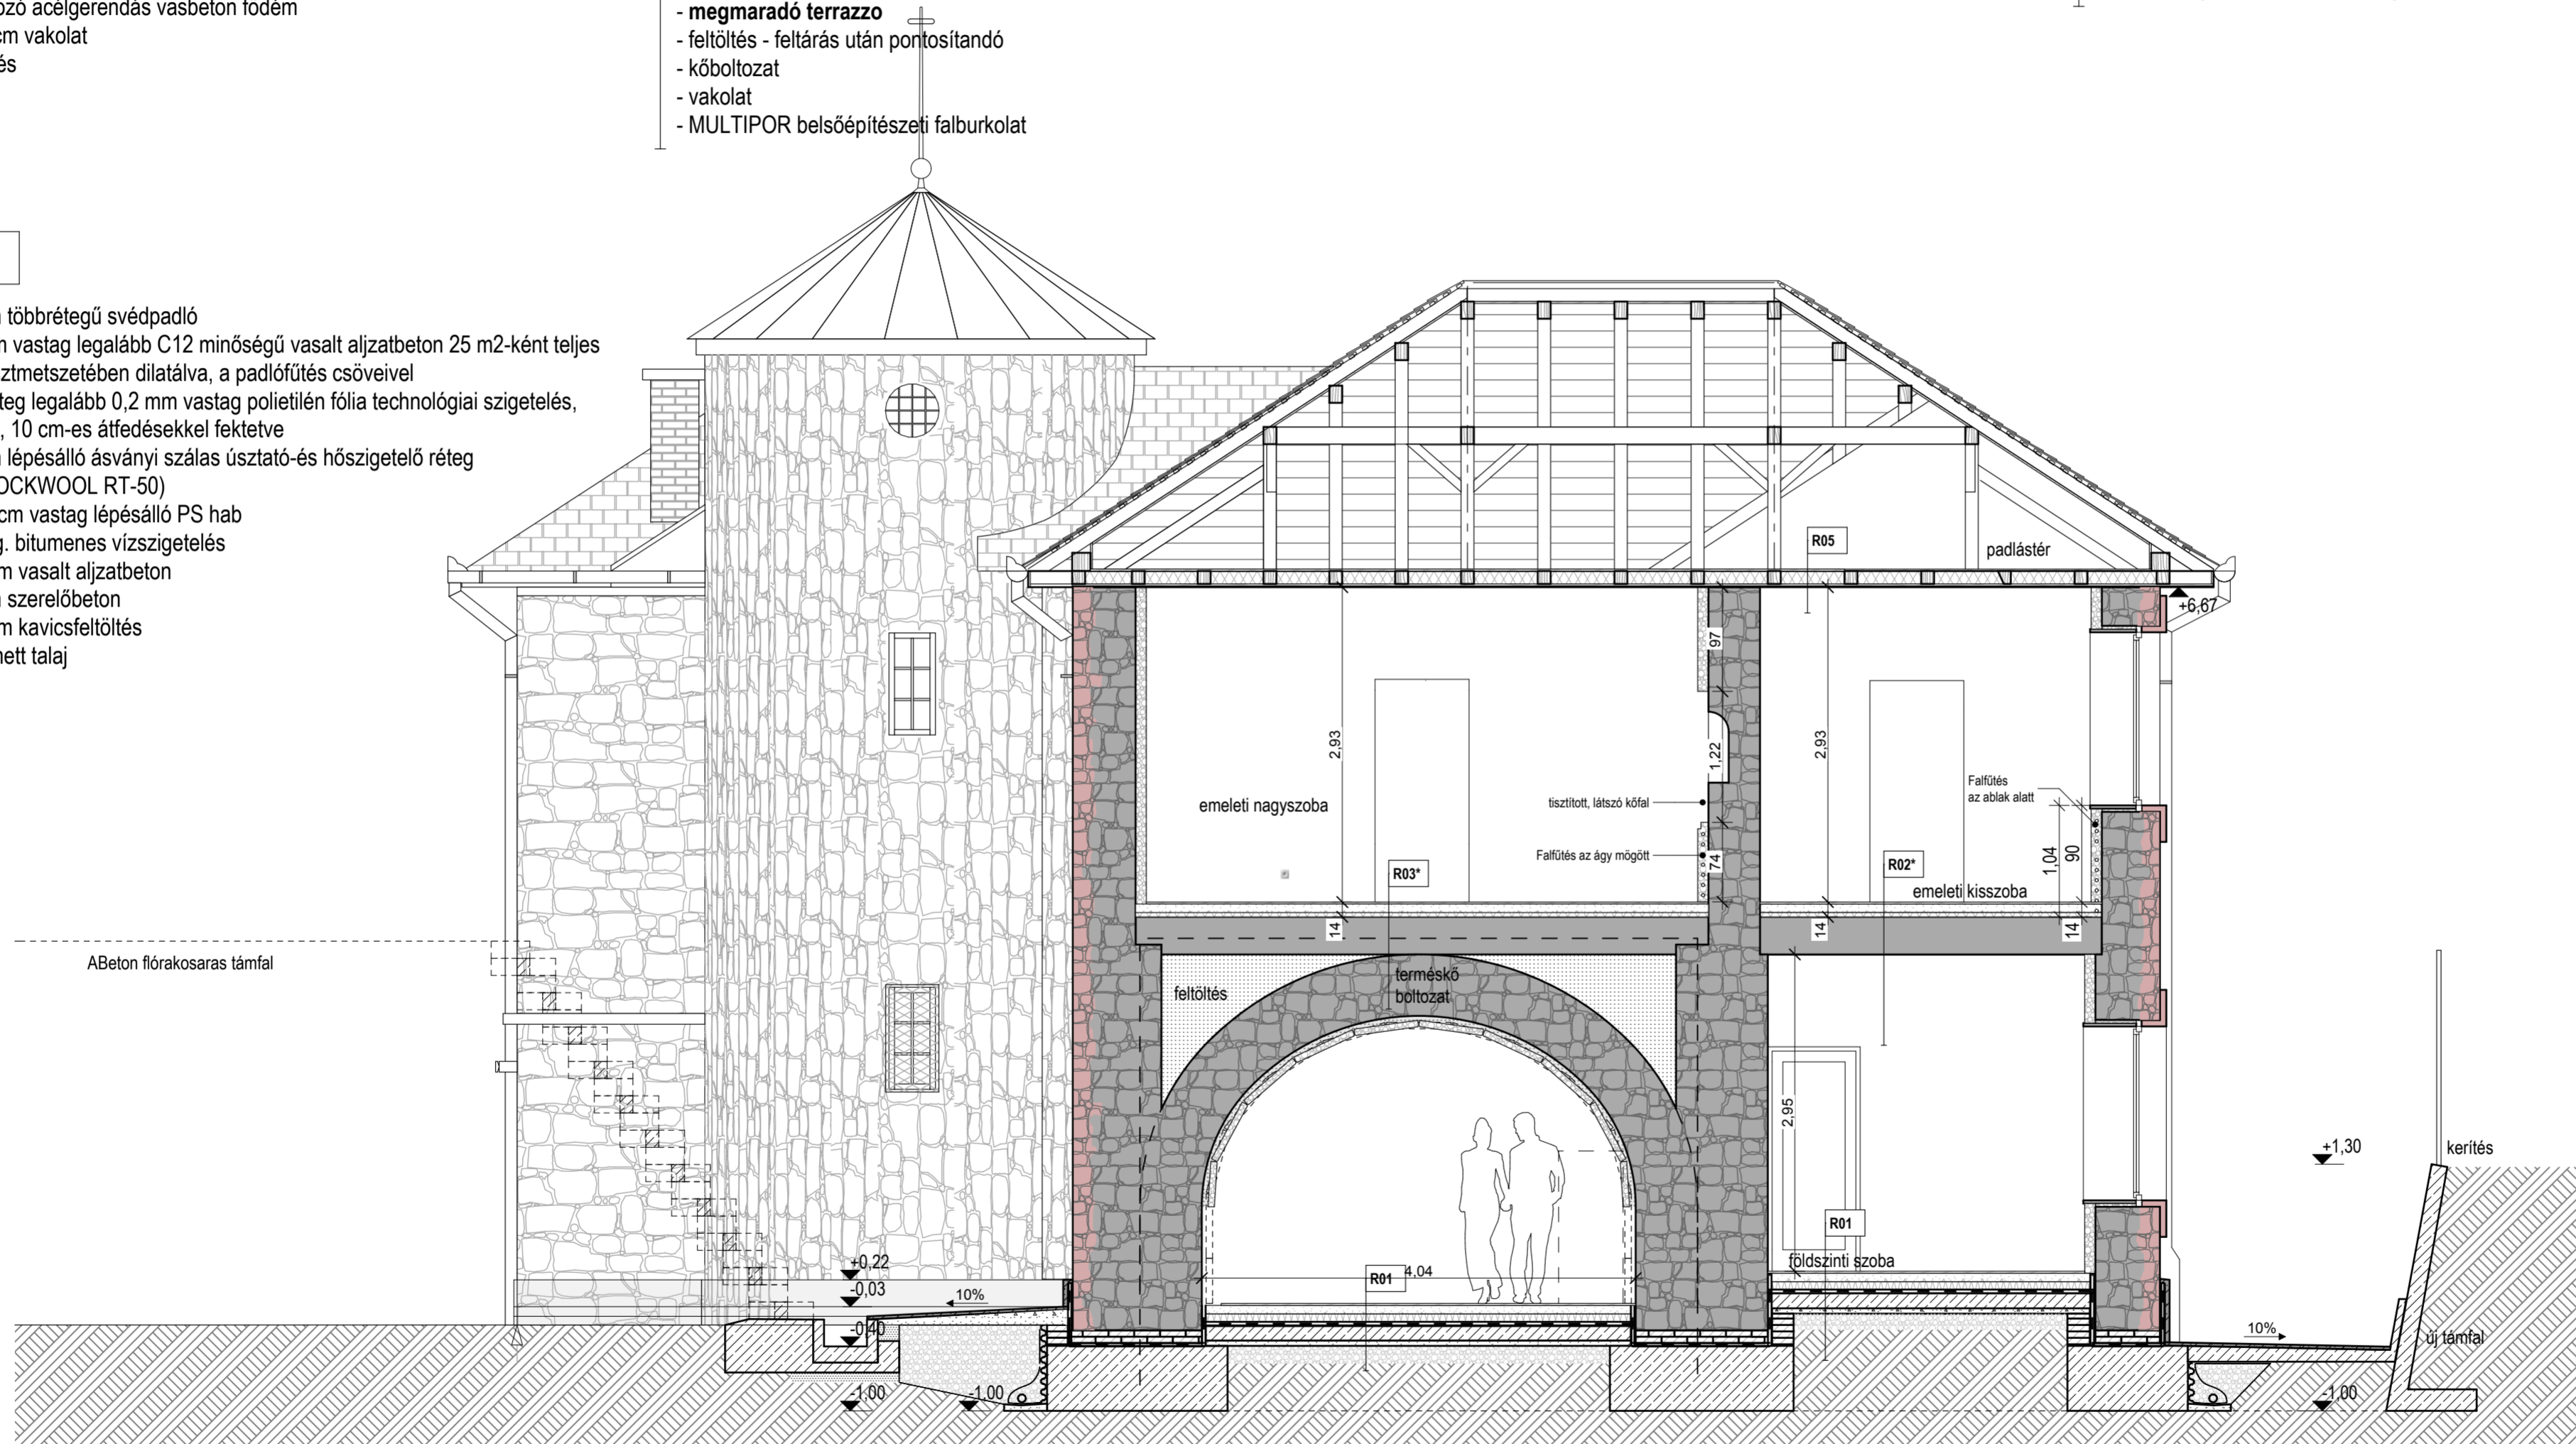 ozó acélgerendás vasbeton födém
cm vakolat
és
- megmaradó terrazzo
- feltöltés - feltárás után pontosítandó
- kőboltozat
- vakolat
- MULTIPOR belsőépítészeti falburkolat
többrétegű svédpadló
m vastag legalább C12 minőségű vasalt aljzatbeton 25 m2-ként teljes
sztmetszetében dilatálva, a padlófűtés csöveivel
teg legalább 0,2 mm vastag polietilén fólia technológiai szigetelés,
, 10 cm-es átfedésekkel fektetve
lépésálló ásványi szálas úsztató-és hőszigetelő réteg
OCKWOOL RT-50)
cm vastag lépésálló PS hab
g. bitumenes vízszigetelés
m vasalt aljzatbeton
szerelőbeton
m kavicsfeltöltés
nett talaj
R05
padlástér
+6,67
97
2,93
1,22
2,93
Falfűtés
az ablak alatt
emeleti nagyszoba
tisztított, látszó kőfal
Falfűtés az ágy mögött
74
1,04
90
R03*
R02*
emeleti kisszoba
14
14
14
ABeton flórakosaras támfal
feltöltés
terméskő
boltozat
2,95
+1,30
kerítés
R01
földszinti szoba
+0,22
-0,03
10%
R01
4,04
-0,40
10%
új támfal
-1,00
-1,00
-1,00